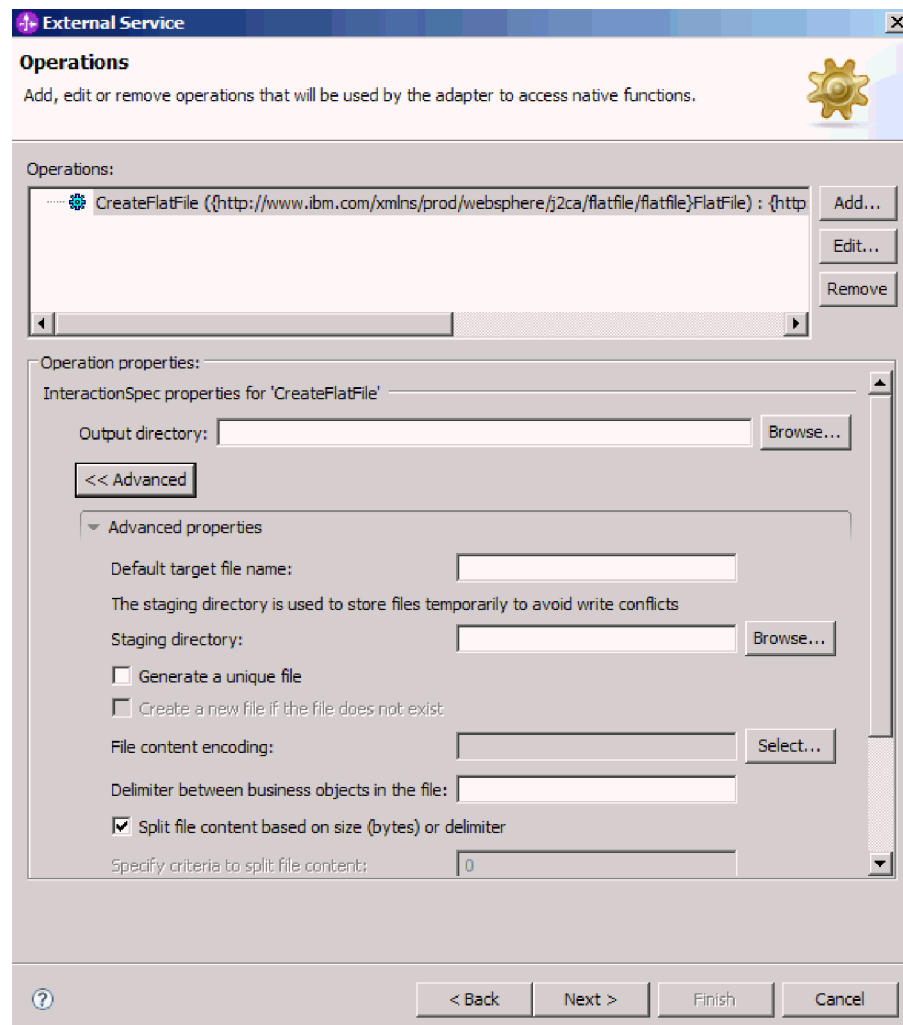 External Service
Operations
Add, edit or remove operations that will be used by the adapter to access native functions.
Operations:
CreateFlatFile ({http://www.ibm.com/xmlns/prod/websphere/j2ca/flatfile/flatfile}FlatFile) : {http
Add...
Edit...
Remove
Operation properties:
InteractionSpec properties for 'CreateFlatFile'
Output directory:
Browse...
<< Advanced
Advanced properties
Default target file name:
The staging directory is used to store files temporarily to avoid write conflicts
Staging directory:
Browse...
Generate a unique file
Create a new file if the file does not exist
File content encoding:
Select...
Delimiter between business objects in the file:
Split file content based on size (bytes) or delimiter
Specify criteria to split file content:
0
?
< Back
Next >
Finish
Cancel